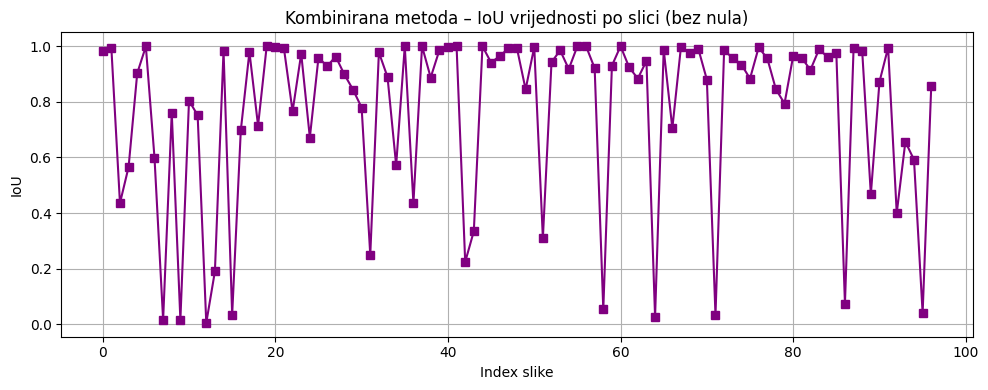 Kombinirana metoda – IoU vrijednosti po slici (bez nula)
IoU
1.0
0.8
0.6
0.4
0.2
0.0
0 20 40 60 80 100
Index slike